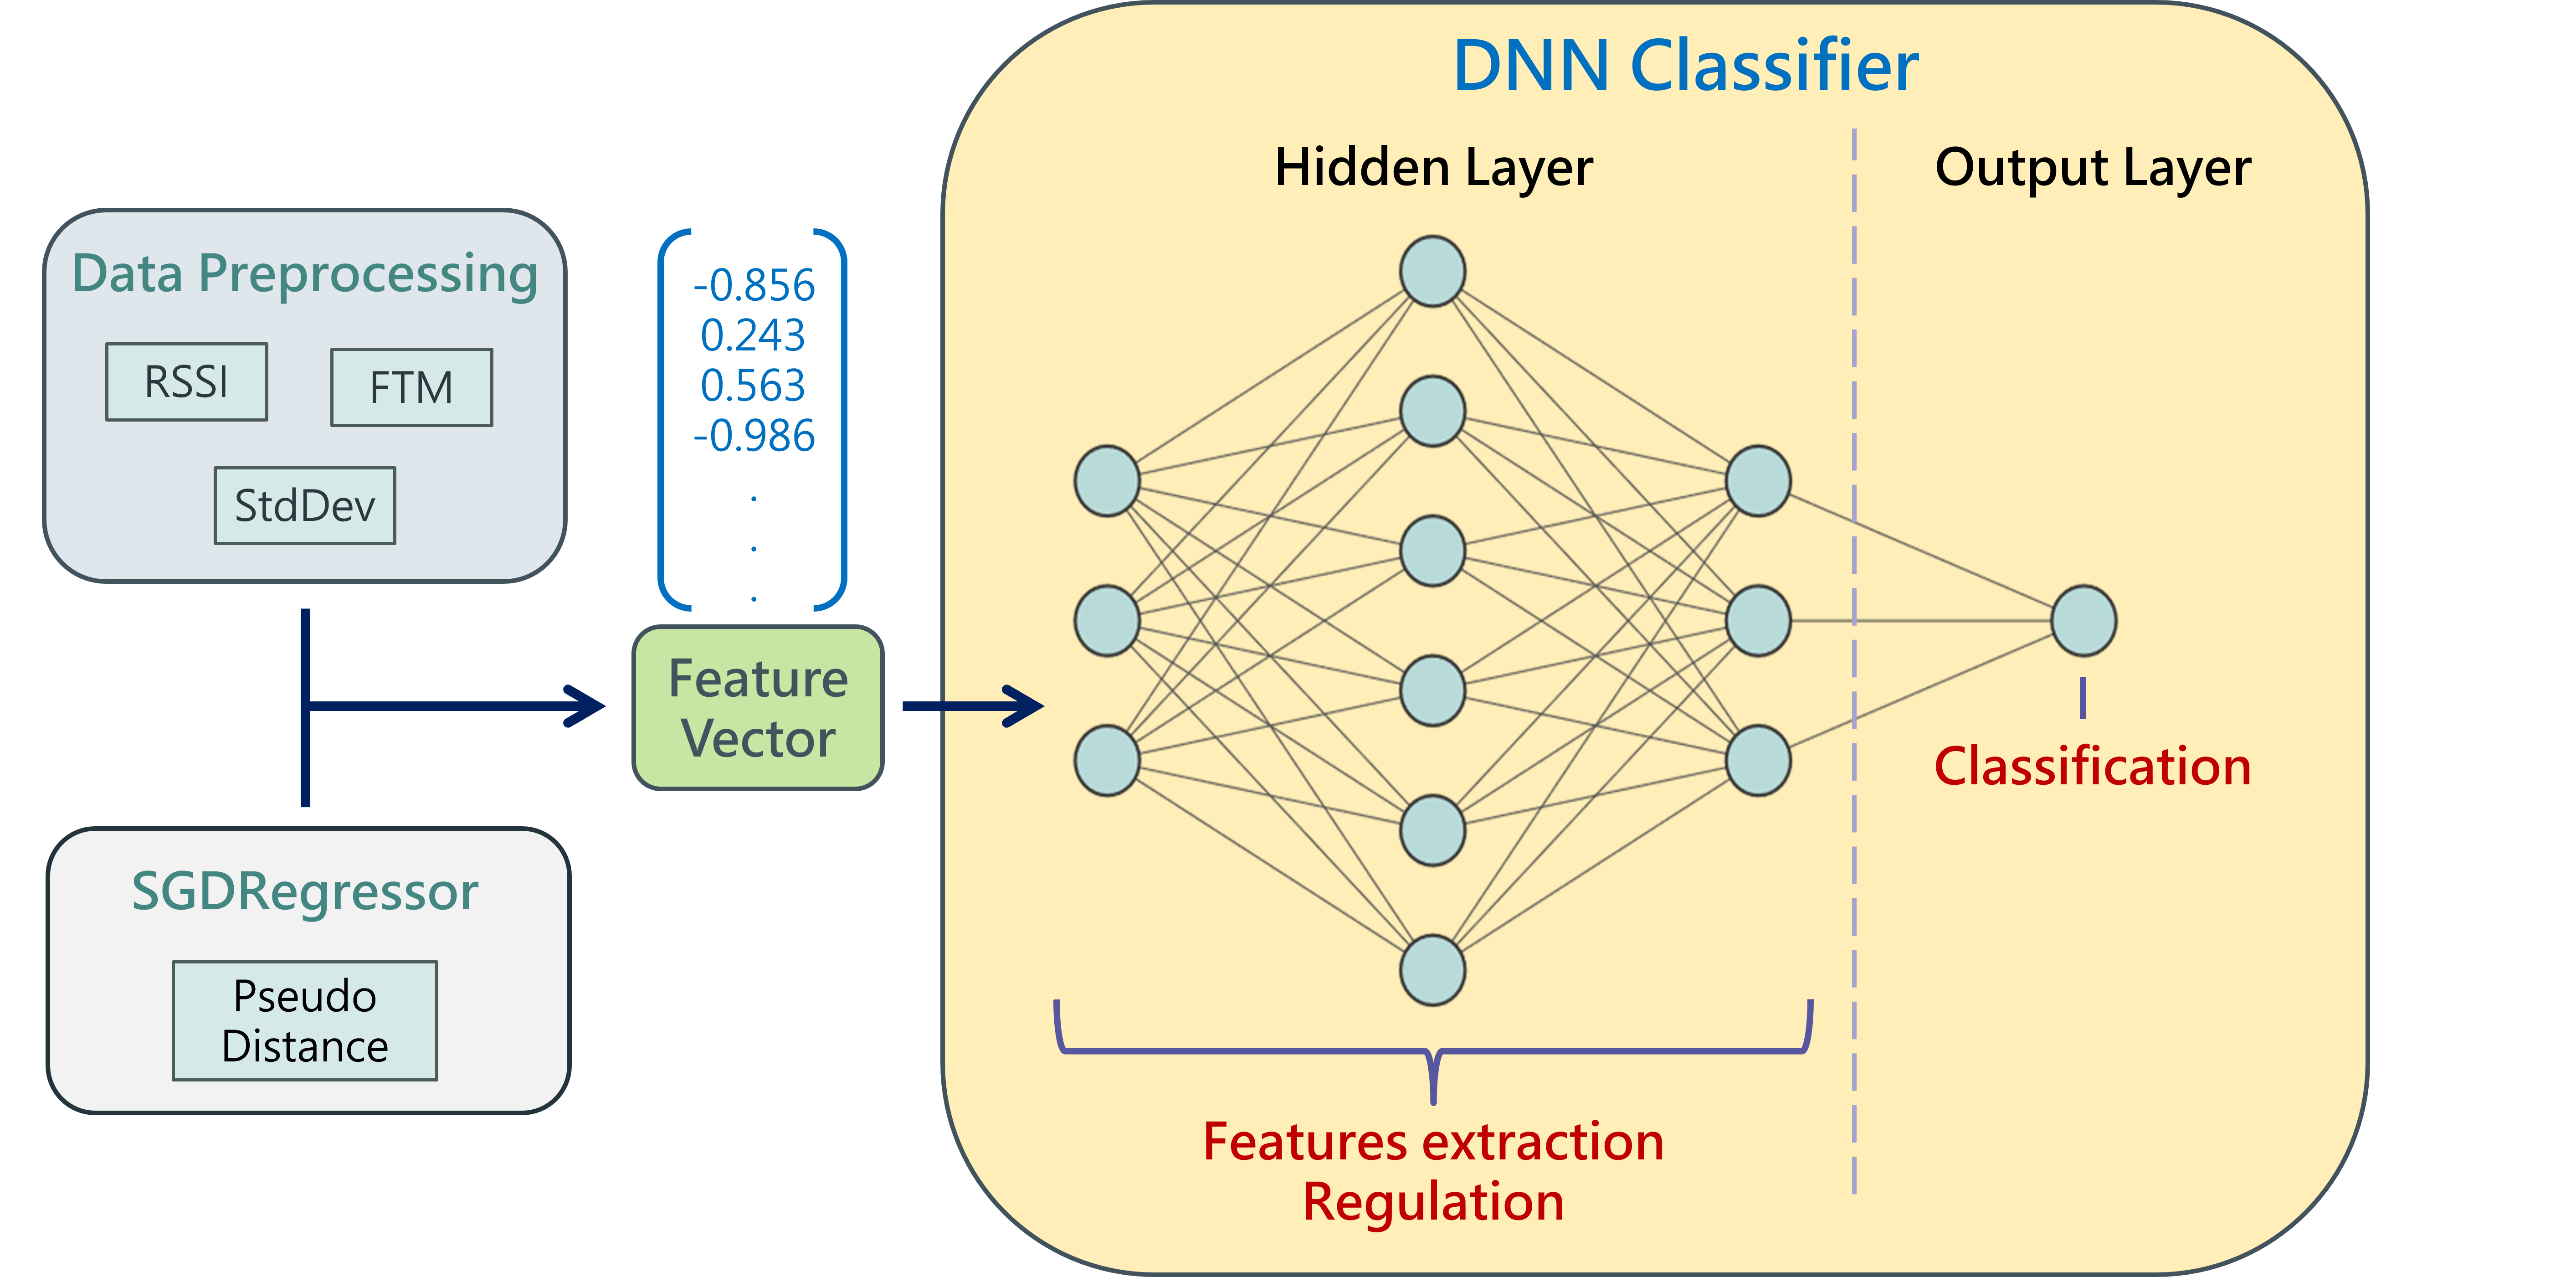 DNN Classifier
Hidden Layer
Output Layer
Data Preprocessing
RSSI
FTM
StdDev
-0.856
0.243
0.563
-0.986
.
.
.
Feature
Vector
SGDRegressor
Pseudo
Distance
Classification
Features extraction
Regulation